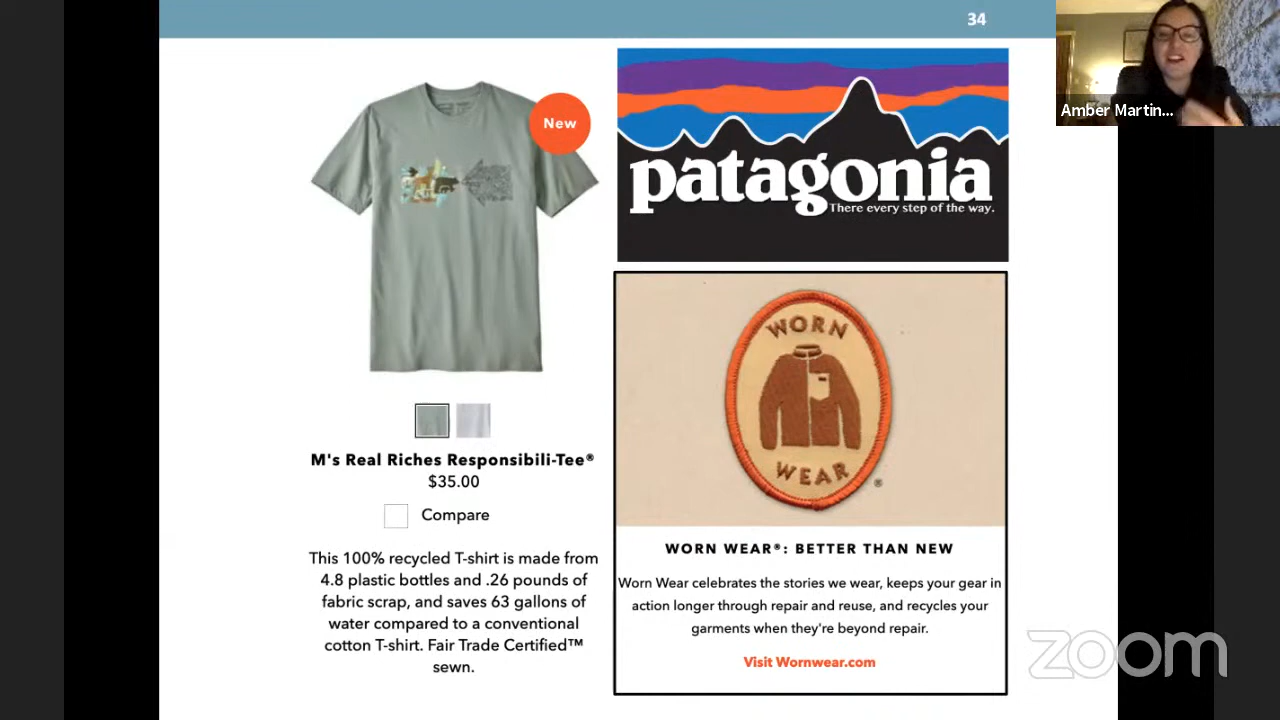 34
Amber Martin...
New
patagonia
There every step of the way.
M's Real Riches Responsibili-Tee®
$35.00
Compare
This 100% recycled T-shirt is made from
4.8 plastic bottles and .26 pounds of
fabric scrap, and saves 63 gallons of
water compared to a conventional
cotton T-shirt. Fair Trade Certified™
sewn.
WORN
WEAR
®
WORN WEAR®: BETTER THAN NEW
Worn Wear celebrates the stories we wear, keeps your gear in
action longer through repair and reuse, and recycles your
garments when they're beyond repair.
Visit Wornwear.com
zoom